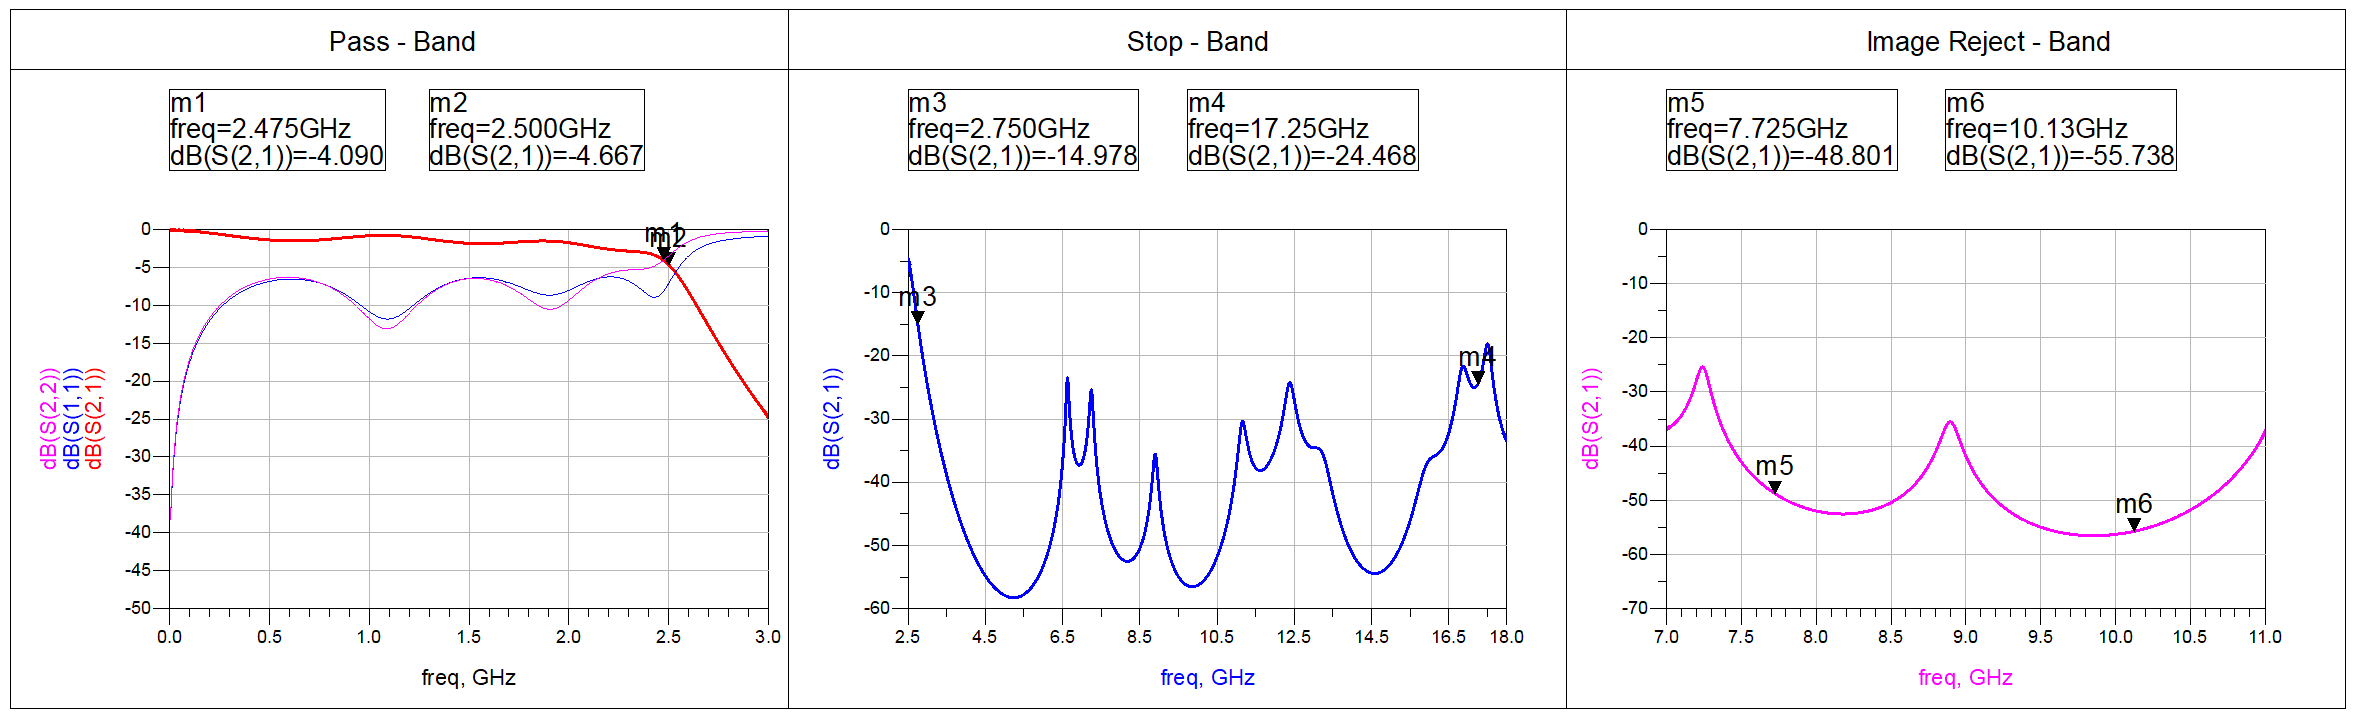 Pass - Band
Stop - Band
Image Reject - Band
m1
freq=2.475GHz
dB(S(2,1))=-4.090
m2
freq=2.500GHz
dB(S(2,1))=-4.667
m3
freq=2.750GHz
dB(S(2,1))=-14.978
m4
freq=17.25GHz
dB(S(2,1))=-24.468
m5
freq=7.725GHz
dB(S(2,1))=-48.801
m6
freq=10.13GHz
dB(S(2,1))=-55.738
dB(S(2,2))
dB(S(1,1))
dB(S(2,1))
0
-5
-10
-15
-20
-25
-30
-35
-40
-45
-50
m1
m2
0.0 0.5 1.0 1.5 2.0 2.5 3.0
freq, GHz
dB(S(2,1))
0
-10
-20
-30
-40
-50
-60
m3
m4
2.5 4.5 6.5 8.5 10.5 12.5 14.5 16.5 18.0
freq, GHz
dB(S(2,1))
0
-10
-20
-30
-40
-50
-60
-70
m5
m6
7.0 7.5 8.0 8.5 9.0 9.5 10.0 10.5 11.0
freq, GHz